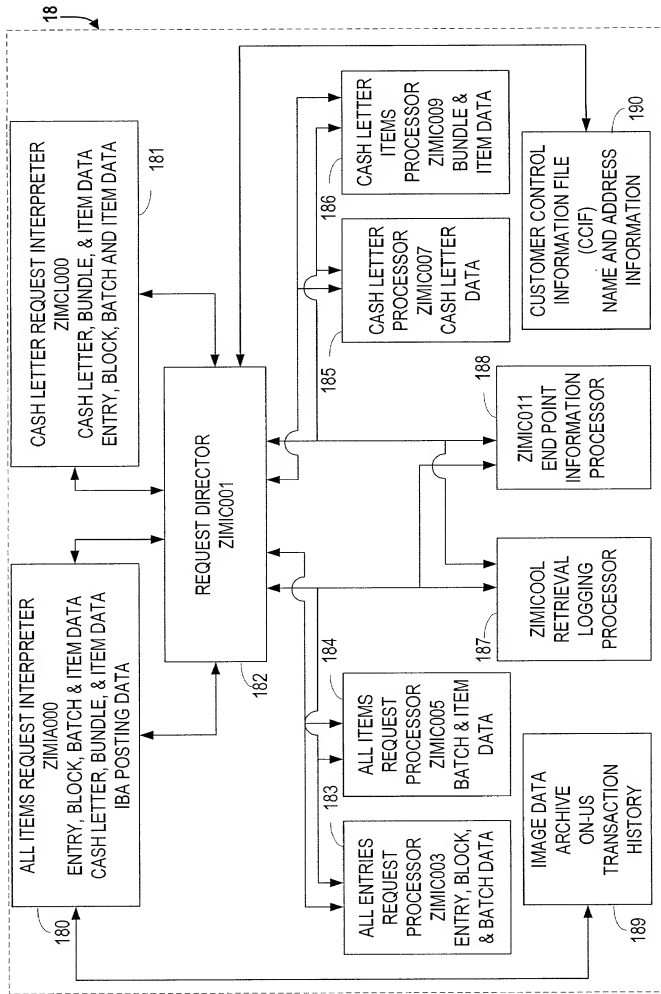 18
ALL ITEMS REQUEST INTERPRETER
ZIMIA000
ENTRY, BLOCK, BATCH & ITEM DATA
CASH LETTER, BUNDLE, & ITEM DATA
IBA POSTING DATA
180
CASH LETTER REQUEST INTERPRETER
ZIMCL000
CASH LETTER, BUNDLE, & ITEM DATA
ENTRY, BLOCK, BATCH AND ITEM DATA
181
REQUEST DIRECTOR
ZIMIC001
182
ALL ENTRIES
REQUEST
PROCESSOR
ZIMIC003
ENTRY, BLOCK,
& BATCH DATA
183
ALL ITEMS
REQUEST
PROCESSOR
ZIMIC005
BATCH & ITEM
DATA
184
CASH LETTER
PROCESSOR
ZIMIC007
CASH LETTER
DATA
185
CASH LETTER
ITEMS
PROCESSOR
ZIMIC009
BUNDLE &
ITEM DATA
186
IMAGE DATA
ARCHIVE
ON-US
TRANSACTION
HISTORY
189
ZIMICOOL
RETRIEVAL
LOGGING
PROCESSOR
187
ZIMIC011
END POINT
INFORMATION
PROCESSOR
188
CUSTOMER CONTROL
INFORMATION FILE
(CCIF)
NAME AND ADDRESS
INFORMATION
190